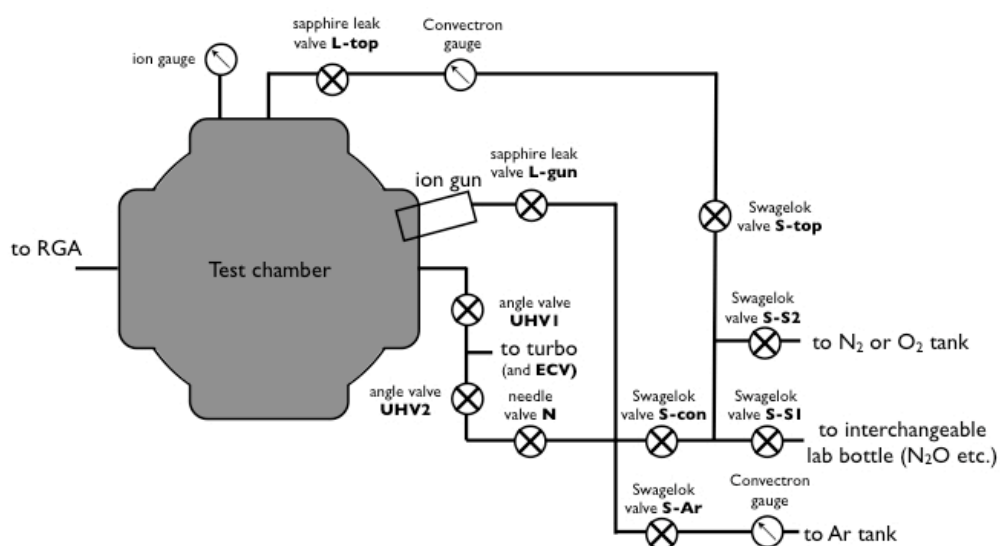 sapphire leak
valve L-top
Convectron
gauge
ion gauge
sapphire leak
valve L-gun
ion gun
Swagelok
valve S-top
to RGA
Test chamber
angle valve
UHV1
Swagelok
valve S-S2
to N₂ or O₂ tank
to turbo
(and ECV)
angle valve
UHV2
needle
valve N
Swagelok
valve S-con
Swagelok
valve S-S1
to interchangeable
lab bottle (N₂O etc.)
Swagelok
valve S-Ar
Convectron
gauge
to Ar tank